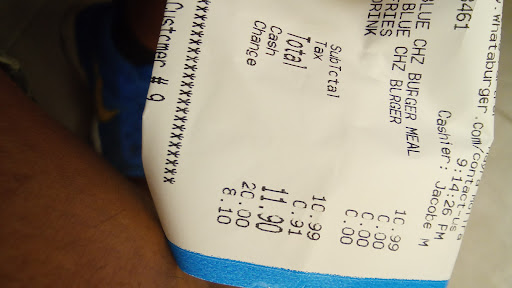 .whataburger.com/contact-us
9:14:26 PM
0461 Cashier: Jacobe M
BLUE CHZ BURGER MEAL 10.99
BLUE CHZ BURGER 0.00
FRIES 0.00
DRINK 0.00
Subtotal 10.99
Tax 0.91
Total 11.90
Cash 20.00
Change 8.10
Customer # 9